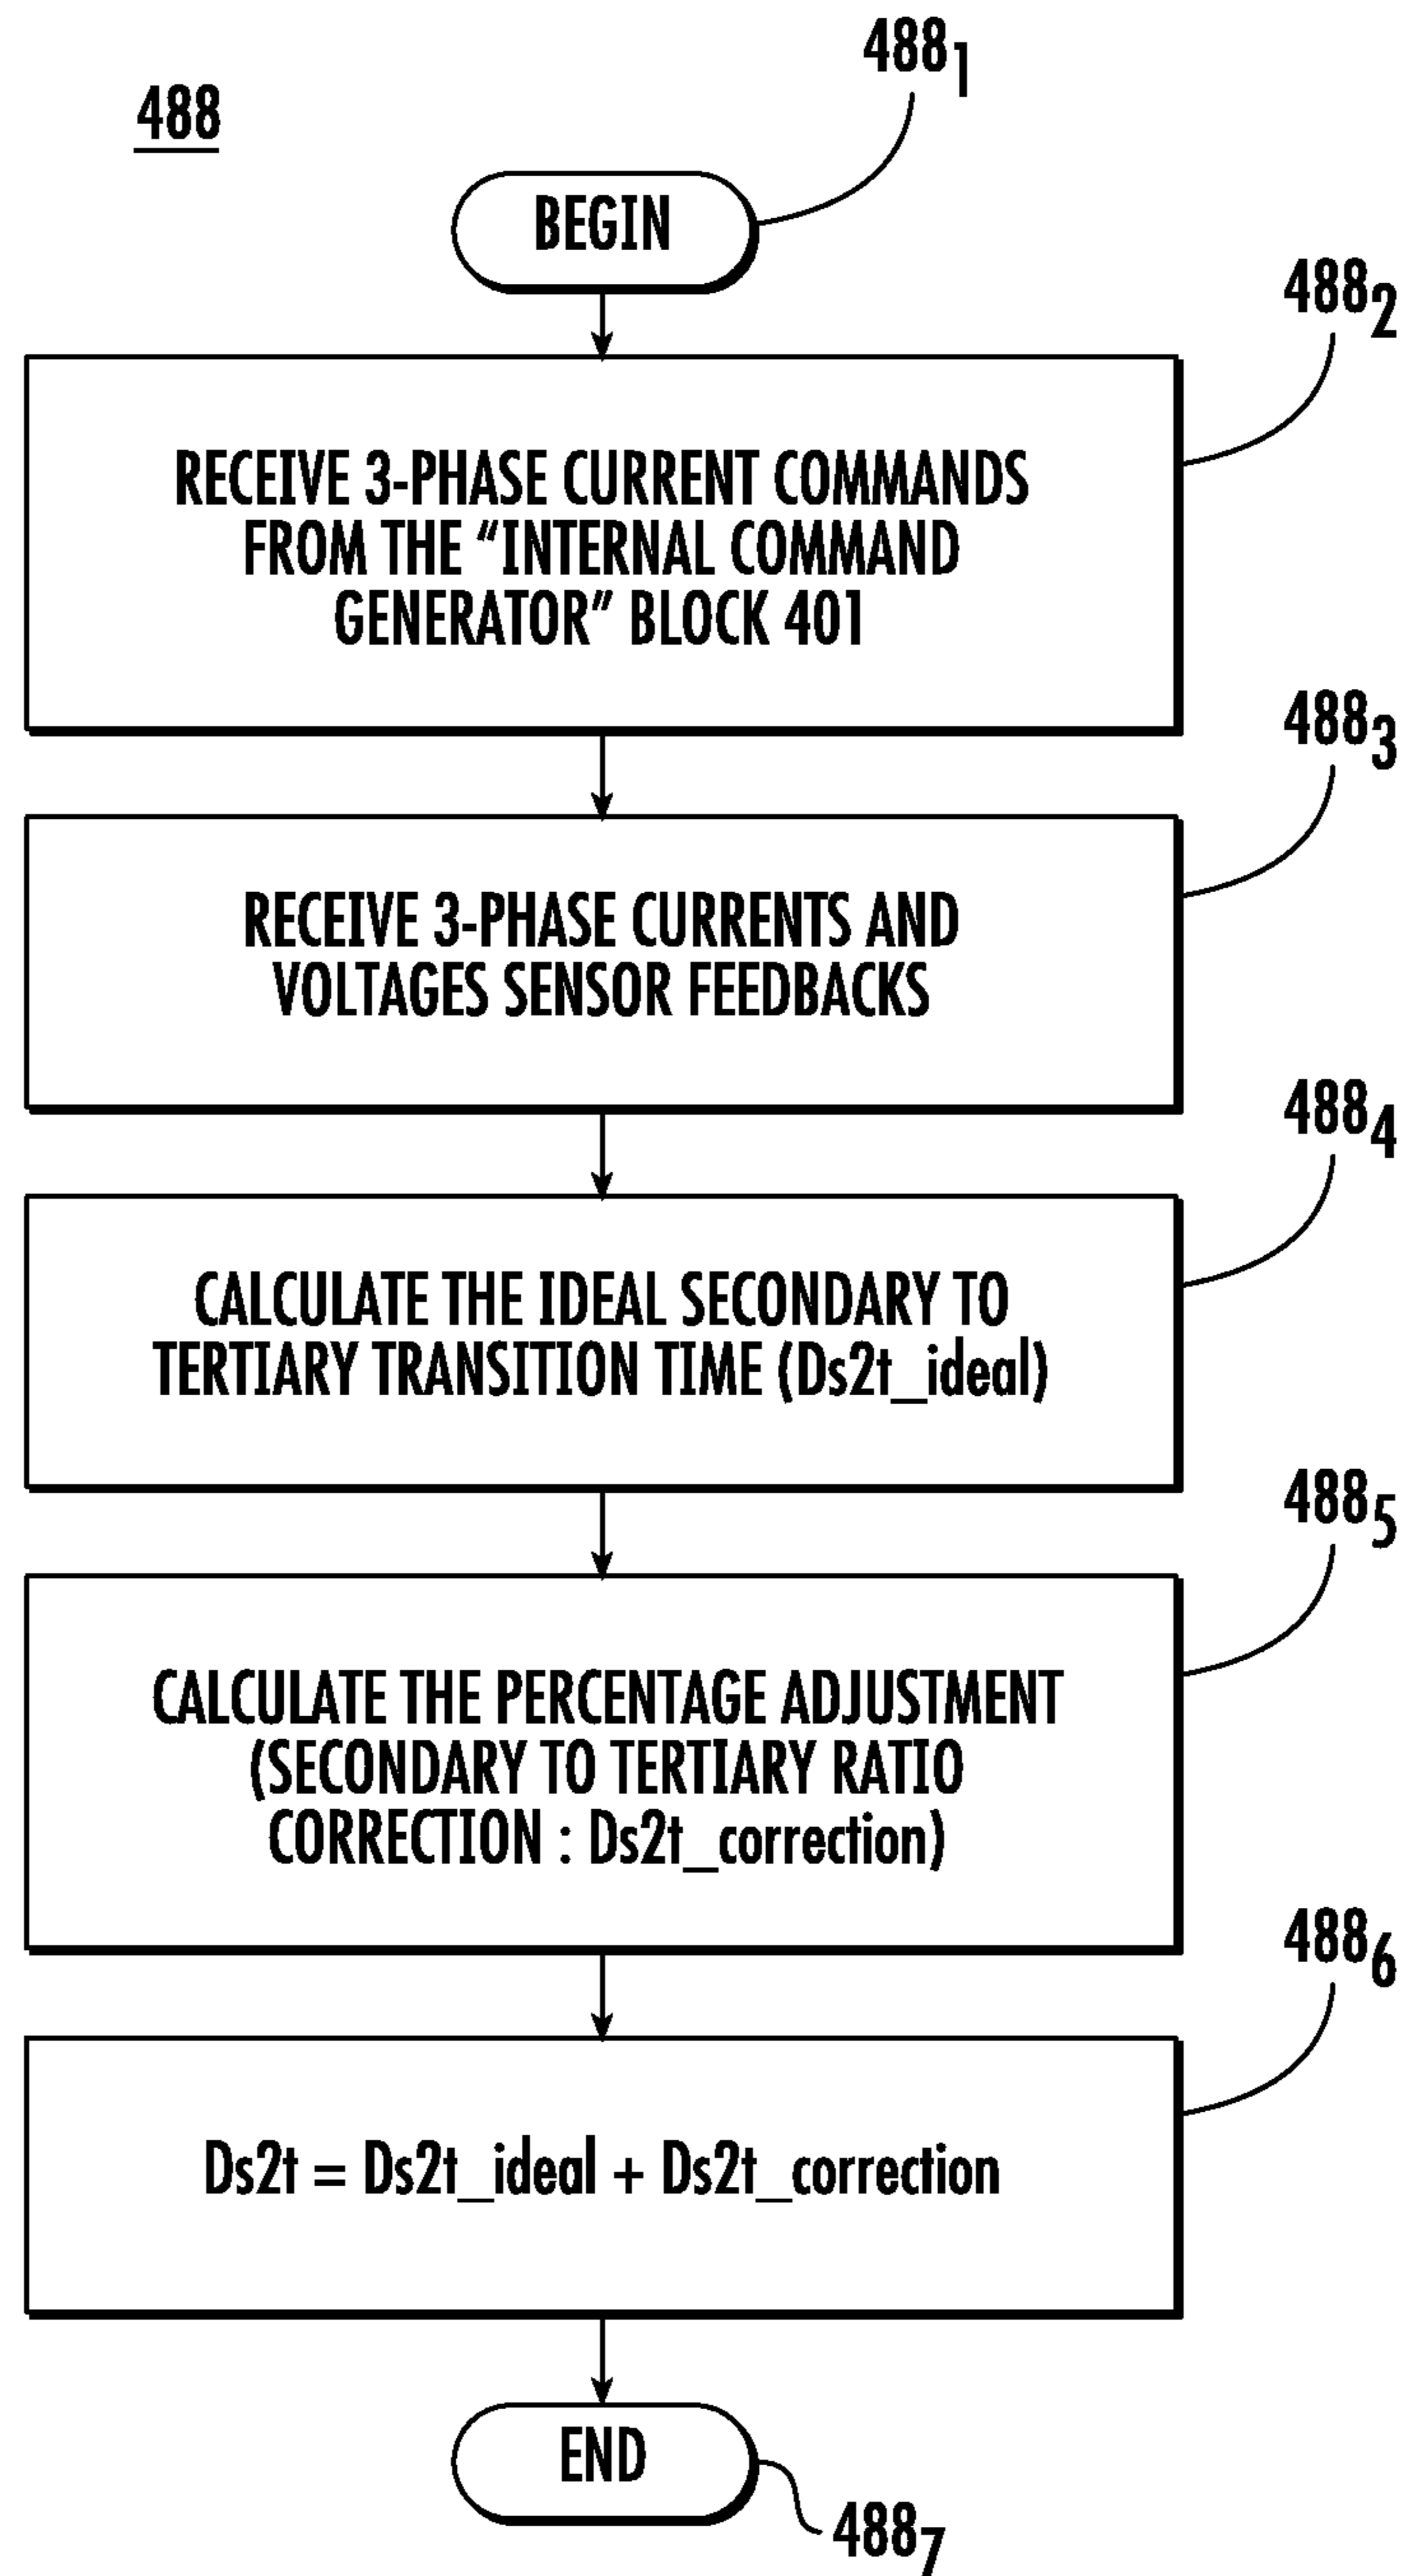 488
488₁
BEGIN
488₂
RECEIVE 3-PHASE CURRENT COMMANDS
FROM THE “INTERNAL COMMAND
GENERATOR” BLOCK 401
488₃
RECEIVE 3-PHASE CURRENTS AND
VOLTAGES SENSOR FEEDBACKS
488₄
CALCULATE THE IDEAL SECONDARY TO
TERTIARY TRANSITION TIME (Ds2t_ideal)
488₅
CALCULATE THE PERCENTAGE ADJUSTMENT
(SECONDARY TO TERTIARY RATIO
CORRECTION : Ds2t_correction)
488₆
Ds2t = Ds2t_ideal + Ds2t_correction
END
488₇